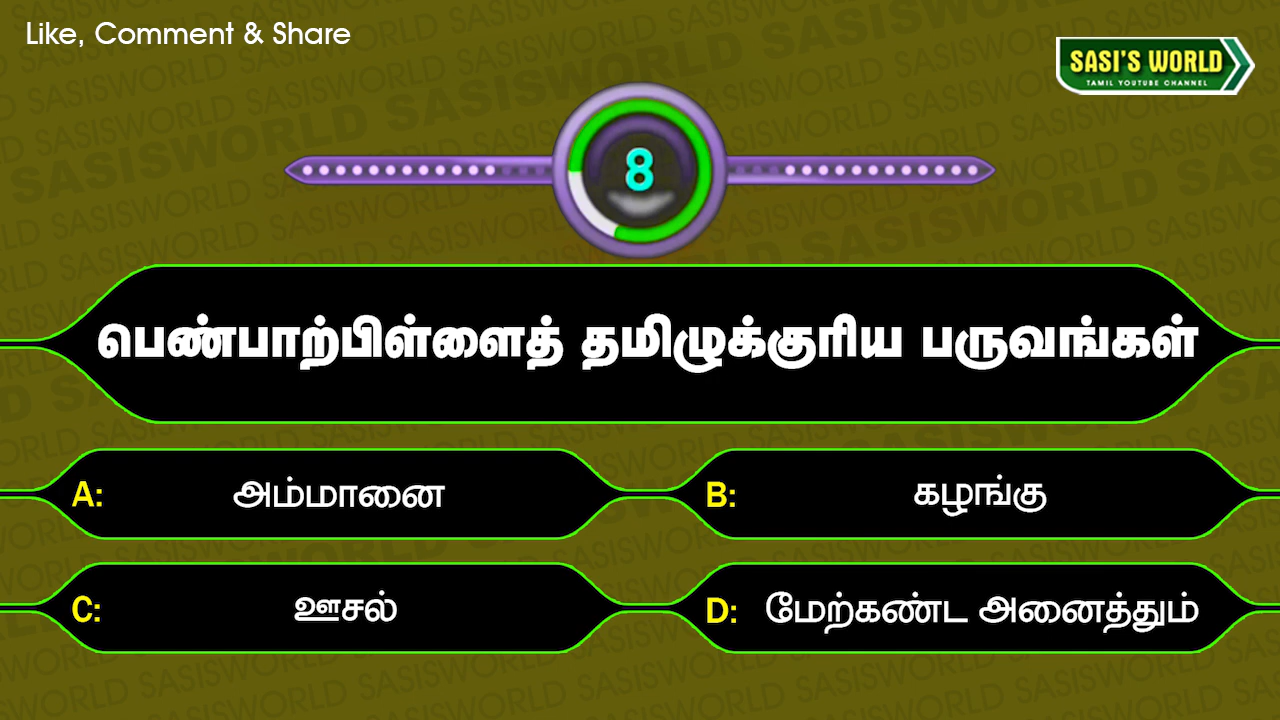 Like, Comment & Share
SASI'S WORLD
TAMIL YOUTUBE CHANNEL
8
பெண்பாற்பிள்ளைத் தமிழுக்குரிய பருவங்கள்
A: அம்மானை
B: கழங்கு
C: ஊசல்
D: மேற்கண்ட அனைத்தும்